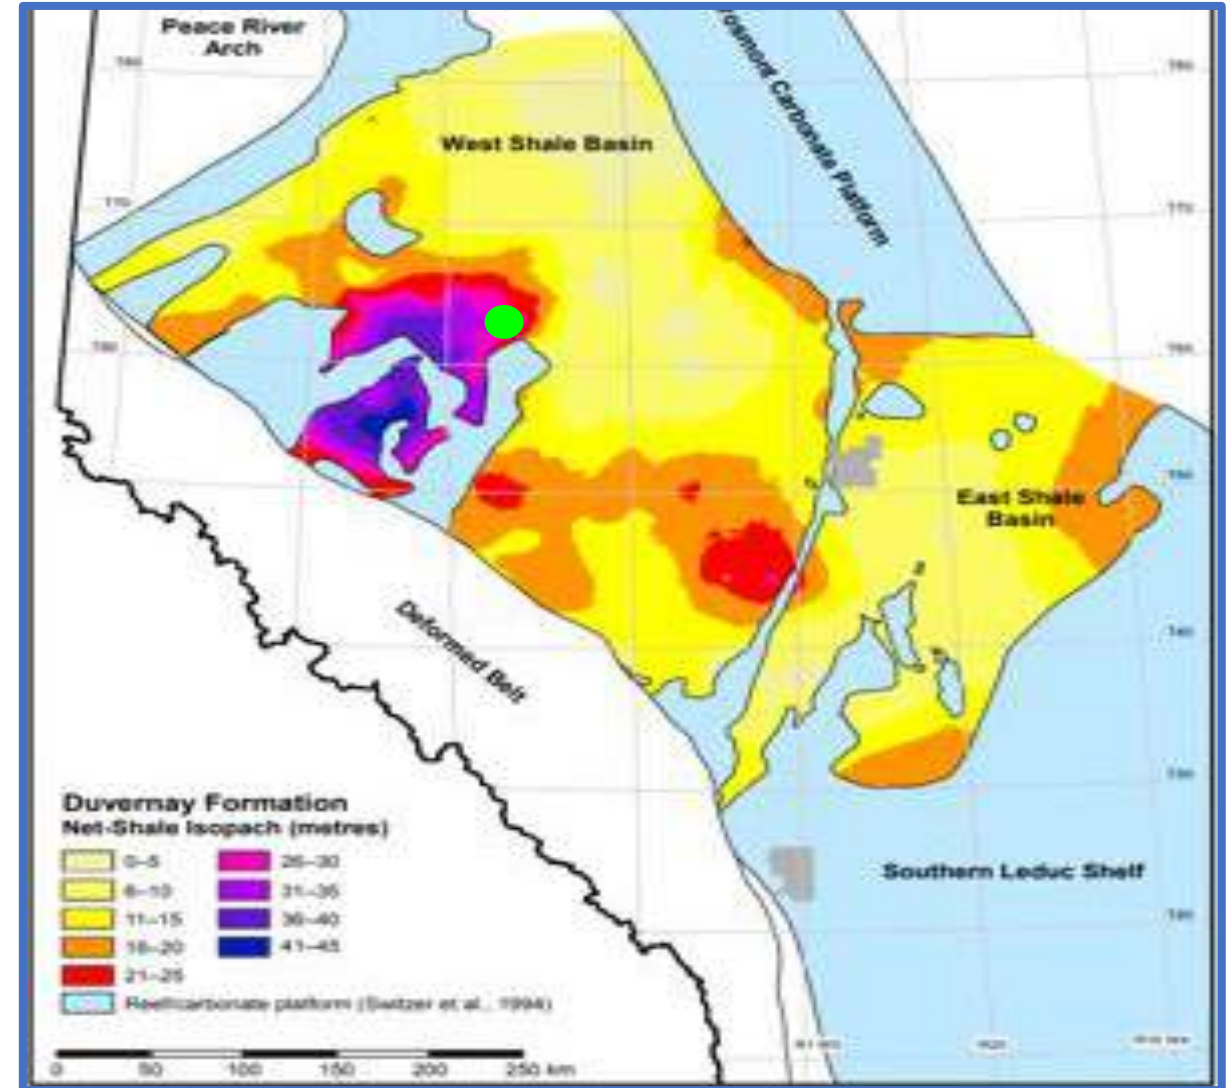 Peace River
Arch
West Shale Basin
Carbonate Platform
East Shale
Basin
Deformed Belt
Southern Leduc Shelf
Duvernay Formation
Net-Shale Isopach (metres)
0–5
6–10
11–15
16–20
21–25
26–30
31–35
36–40
41–45
Reef/carbonate platform (Switzer et al., 1994)
0 50 100 150 200 250 km